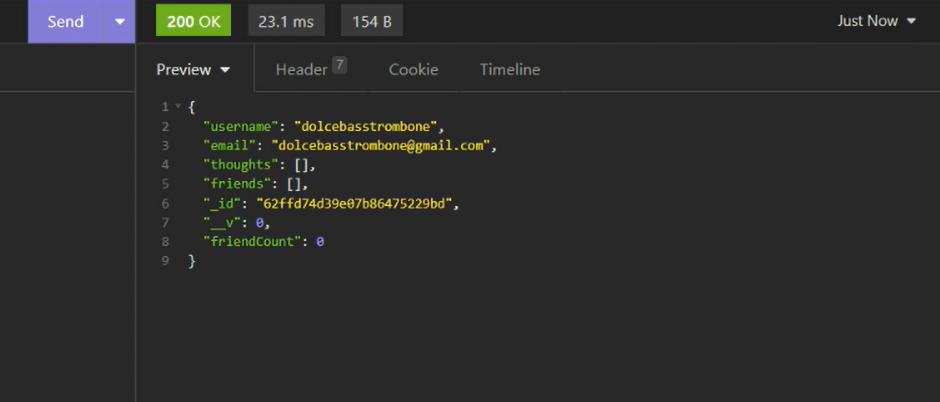 Send 200 OK 23.1 ms 154 B Just Now
Preview Header 7 Cookie Timeline
1 {
2 "username": "dolcebasstrombone",
3 "email": "dolcebasstrombone@gmail.com",
4 "thoughts": [],
5 "friends": [],
6 "_id": "62ffd74d39e07b86475229bd",
7 "__v": 0,
8 "friendCount": 0
9 }